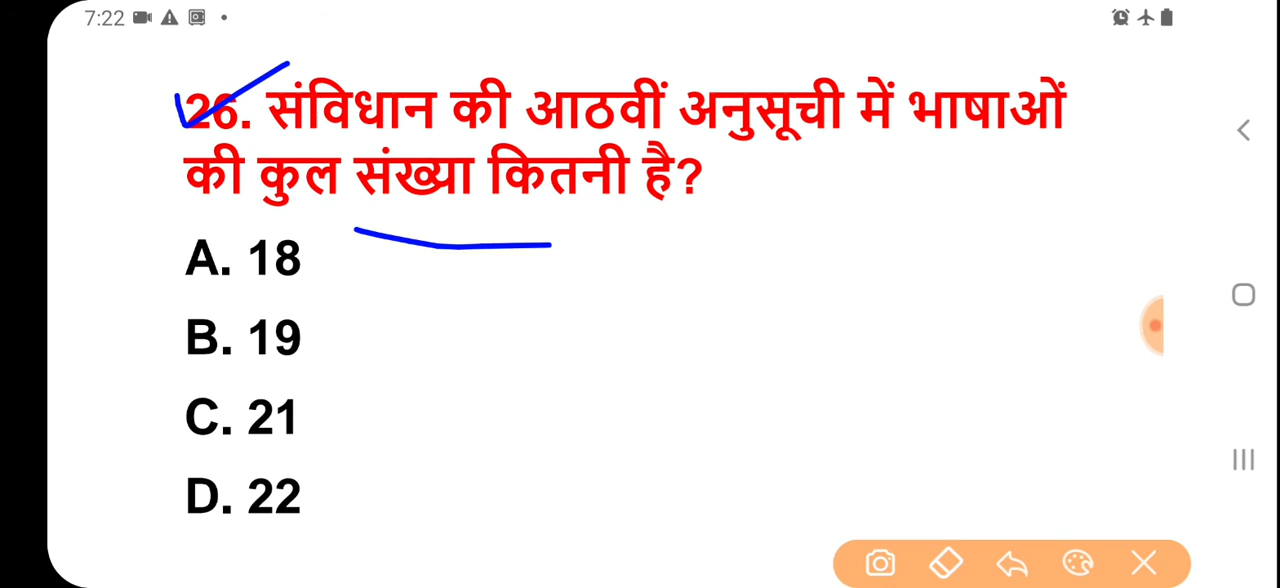 7:22
26. संविधान की आठवीं अनुसूची में भाषाओं
की कुल संख्या कितनी है?
A. 18
B. 19
C. 21
D. 22